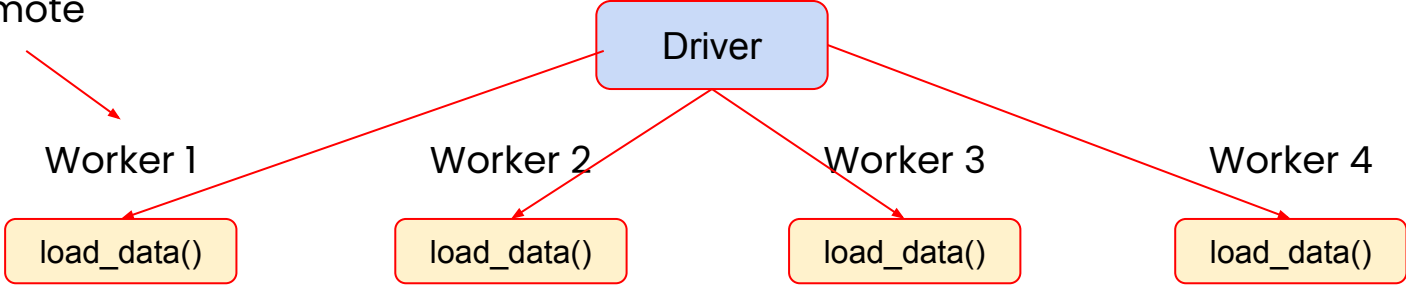 mote
Driver
Worker 1
Worker 2
Worker 3
Worker 4
load_data()
load_data()
load_data()
load_data()